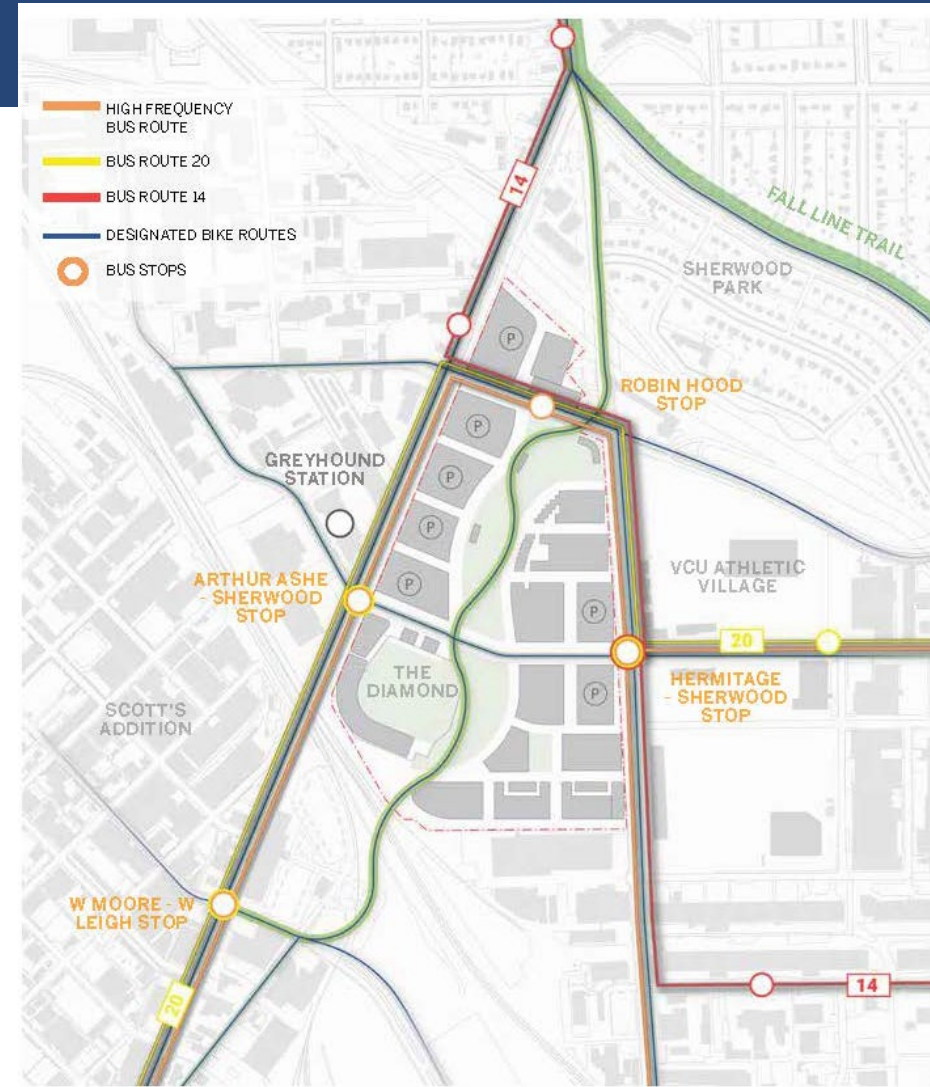 HIGH FREQUENCY
BUS ROUTE
BUS ROUTE 20
BUS ROUTE 14
DESIGNATED BIKE ROUTES
BUS STOPS
14
FALL LINE TRAIL
SHERWOOD
PARK
P
ROBIN HOOD
STOP
P
GREYHOUND
STATION
P
P
VCU ATHLETIC
VILLAGE
ARTHUR ASHE
- SHERWOOD
STOP
P
P
20
THE
DIAMOND
HERMITAGE
- SHERWOOD
STOP
P
SCOTT'S
ADDITION
W MOORE - W
LEIGH STOP
14
20